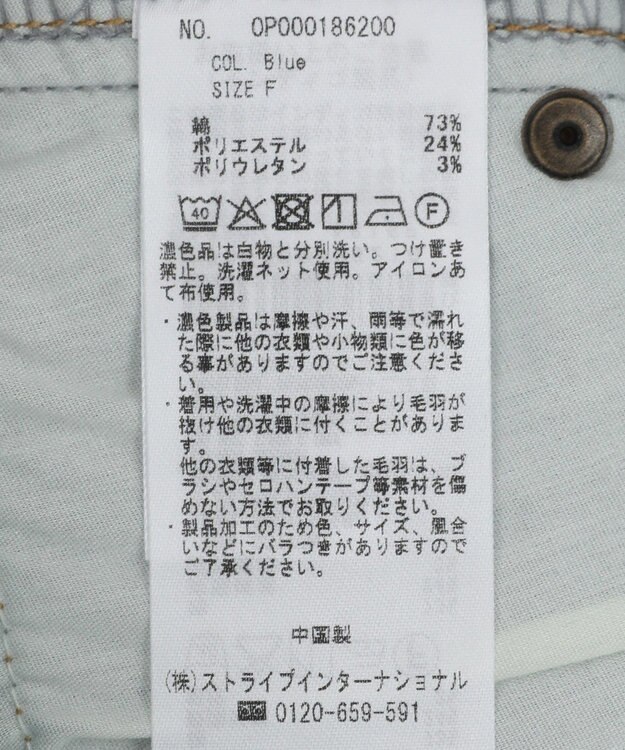 NO. OP000186200
COL. Blue
SIZE F
綿 73%
ポリエステル 24%
ポリウレタン 3%
40 F
濃色品は白物と分別洗い。つけ置き
禁止。洗濯ネット使用。アイロンあ
て布使用。
・濃色製品は摩擦や汗、雨等で濡れ
た際に他の衣類や小物類に色が移
る事がありますのでご注意くださ
い。
・着用や洗濯中の摩擦により毛羽が
抜け他の衣類に付くことがありま
す。
他の衣類等に付着した毛羽は、ブ
ラシやセロハンテープ等素材を傷
めない方法でお取りください。
・製品加工のため色、サイズ、風合
いなどにバラつきがありますので
ご了承ください。
中国製
(株)ストライプインターナショナル
0120-659-591